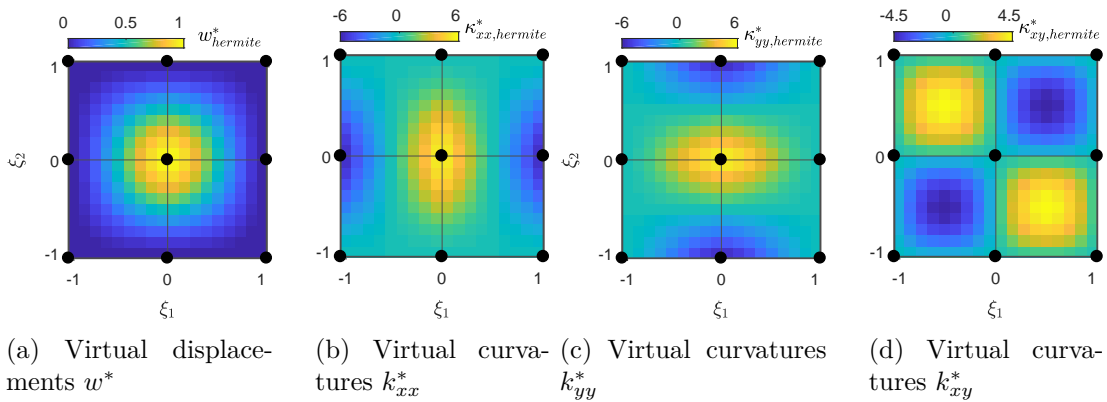 0 0.5 1 w*hermite
-6 0 6 κ*xx,hermite
-6 0 6 κ*yy,hermite
-4.5 0 4.5 κ*xy,hermite
1 0 -1 ξ2
-1 0 1
ξ1
1 0 -1
-1 0 1
ξ1
1 0 -1
-1 0 1
ξ1
1 0 -1
-1 0 1
ξ1
(a) Virtual displace-
ments w*
(b) Virtual curva-
tures k*xx
(c) Virtual curvatures
k*yy
(d) Virtual curva-
tures k*xy